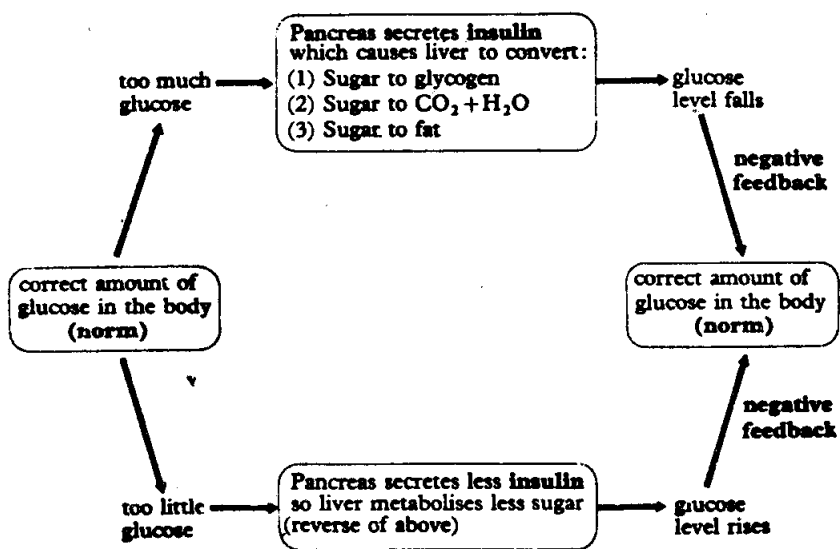 Pancreas secretes insulin
which causes liver to convert:
(1) Sugar to glycogen
(2) Sugar to CO₂ + H₂O
(3) Sugar to fat
too much
glucose
glucose
level falls
negative
feedback
correct amount of
glucose in the body
(norm)
correct amount of
glucose in the body
(norm)
negative
feedback
too little
glucose
Pancreas secretes less insulin
so liver metabolises less sugar
(reverse of above)
glucose
level rises